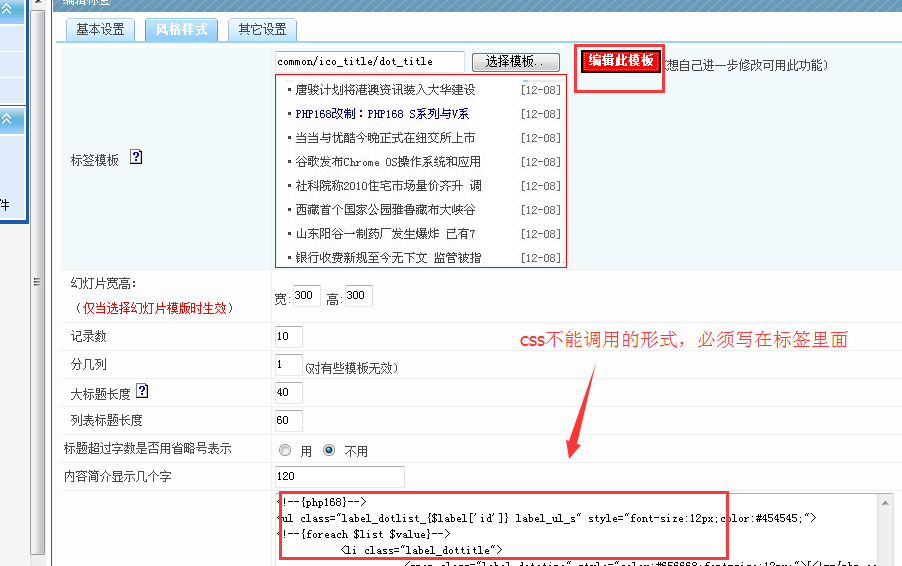 编辑标签
基本设置 风格样式 其它设置
common/ico_title/dot_title 选择模板.. 编辑此模板 想自己进一步修改可用此功能)
标签模板 ?
·唐骏计划将港澳资讯装入大华建设 [12-08]
·PHP168改制：PHP168 S系列与V系 [12-08]
·当当与优酷今晚正式在纽交所上市 [12-08]
·谷歌发布Chrome OS操作系统和应用 [12-08]
·社科院称2010住宅市场量价齐升 调 [12-08]
·西藏首个国家公园雅鲁藏布大峡谷 [12-08]
·山东阳谷一制药厂发生爆炸 已有7 [12-08]
·银行收费新规至今无下文 监管被指 [12-08]
件
幻灯片宽高:
(仅当选择幻灯片模版时生效)
宽: 300 高: 300
记录数 10
css不能调用的形式，必须写在标签里面
分几列 1 (对有些模板无效)
大标题长度 ? 40
列表标题长度 60
标题超过字数是否用省略号表示 用 不用
内容简介显示几个字 120
<!--{php168}-->
<ul class="label_dotlist_{$label['id']} label_ul_s" style="font-size:12px;color:#454545;">
<!--{foreach $list $value}-->
<li class="label_dottitle">